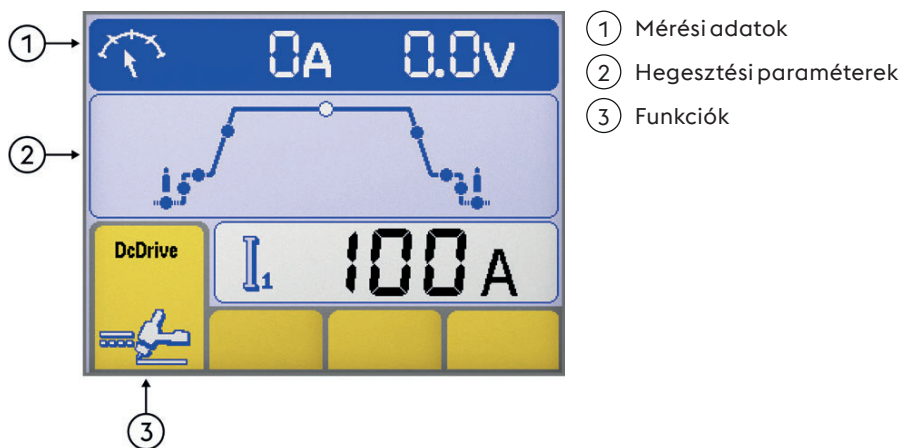 1 0A 0.0V
2
DcDrive I1 100A
3
1 Mérési adatok
2 Hegesztési paraméterek
3 Funkciók